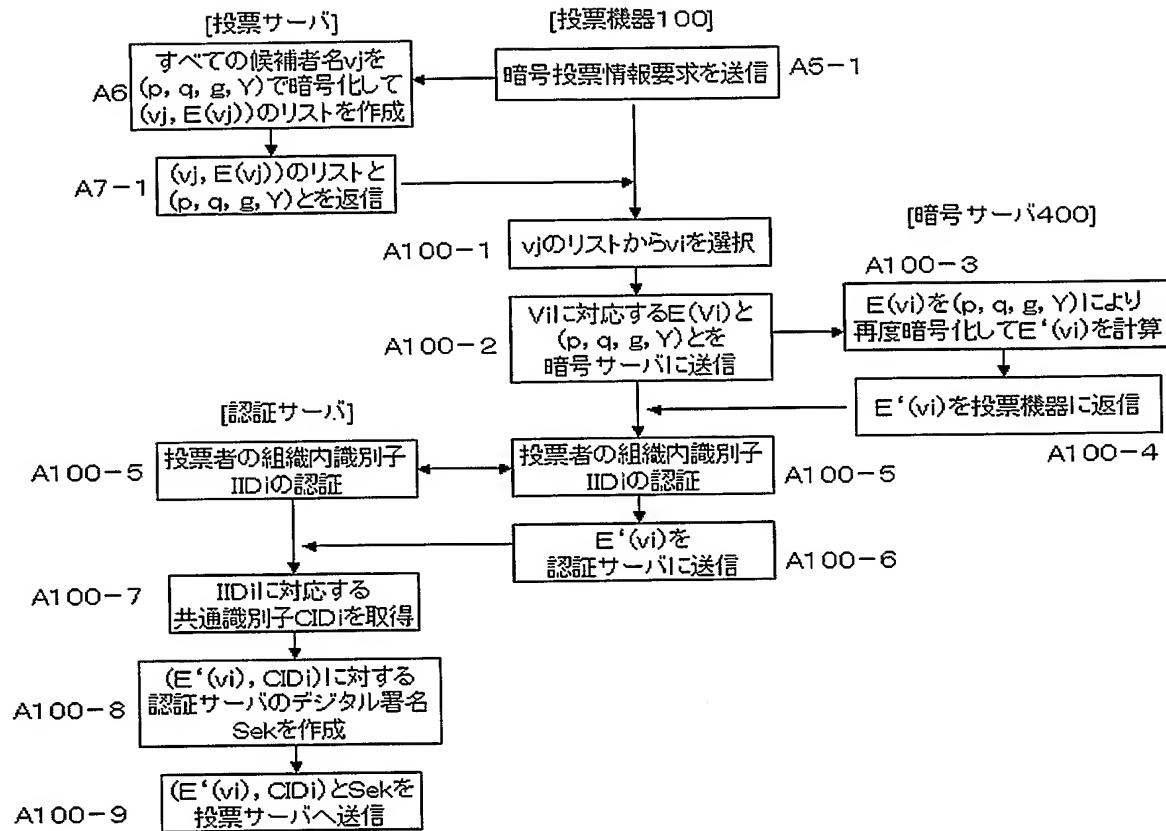 [投票サーバ]
[投票機器100]
すべての候補者名vjを
(p, q, g, Y)で暗号化して
(vj, E(vj))のリストを作成
A6
暗号投票情報要求を送信
A5-1
(vj, E(vj))のリストと
(p, q, g, Y)とを返信
A7-1
[暗号サーバ400]
vjのリストからviを選択
A100-1
A100-3
Viに対応するE(Vi)と
(p, q, g, Y)とを
暗号サーバに送信
A100-2
E(vi)を(p, q, g, Y)により
再度暗号化してE‘(vi)を計算
E‘(vi)を投票機器に返信
A100-4
[認証サーバ]
A100-5
投票者の組織内識別子
IIDiの認証
投票者の組織内識別子
IIDiの認証
A100-5
E‘(vi)を
認証サーバに送信
A100-6
A100-7
IIDiに対応する
共通識別子CIDiを取得
A100-8
(E‘(vi), CIDi)に対する
認証サーバのデジタル署名
Sekを作成
A100-9
(E‘(vi), CIDi)とSekを
投票サーバへ送信